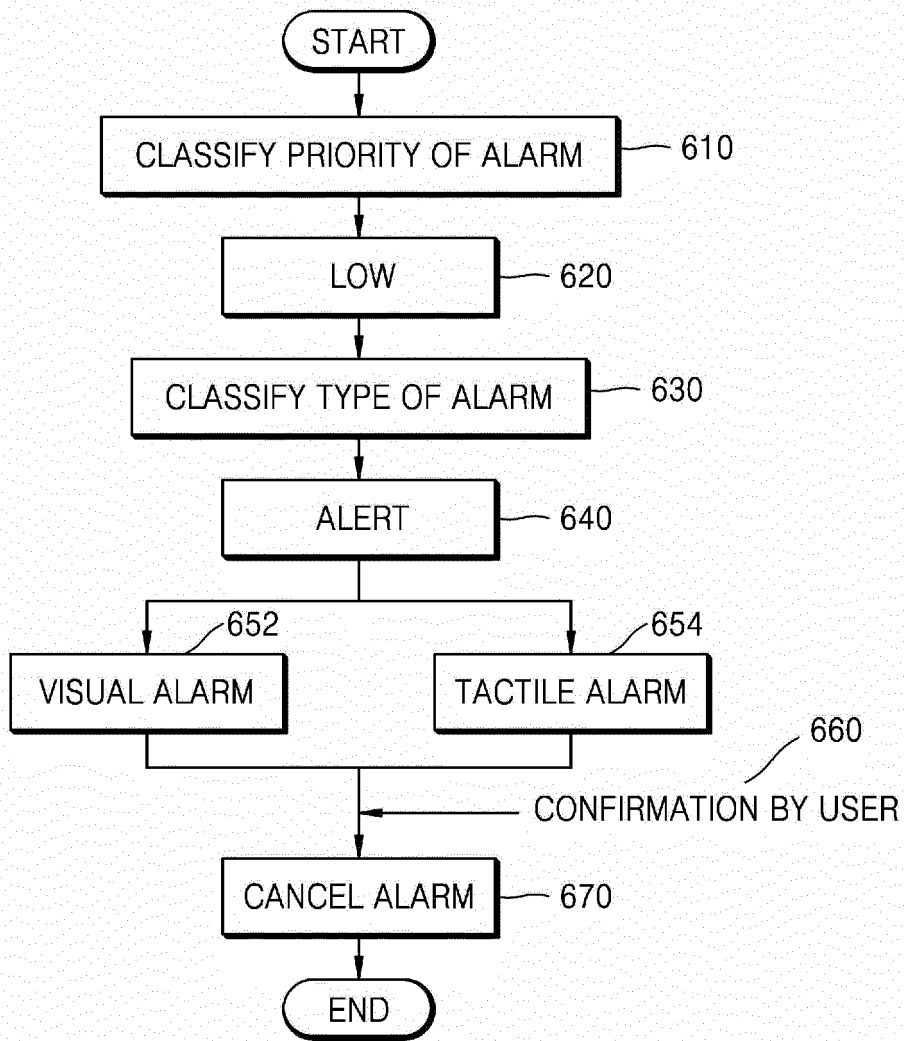 START
CLASSIFY PRIORITY OF ALARM
610
LOW
620
CLASSIFY TYPE OF ALARM
630
ALERT
640
652
654
VISUAL ALARM
TACTILE ALARM
660
CONFIRMATION BY USER
CANCEL ALARM
670
END